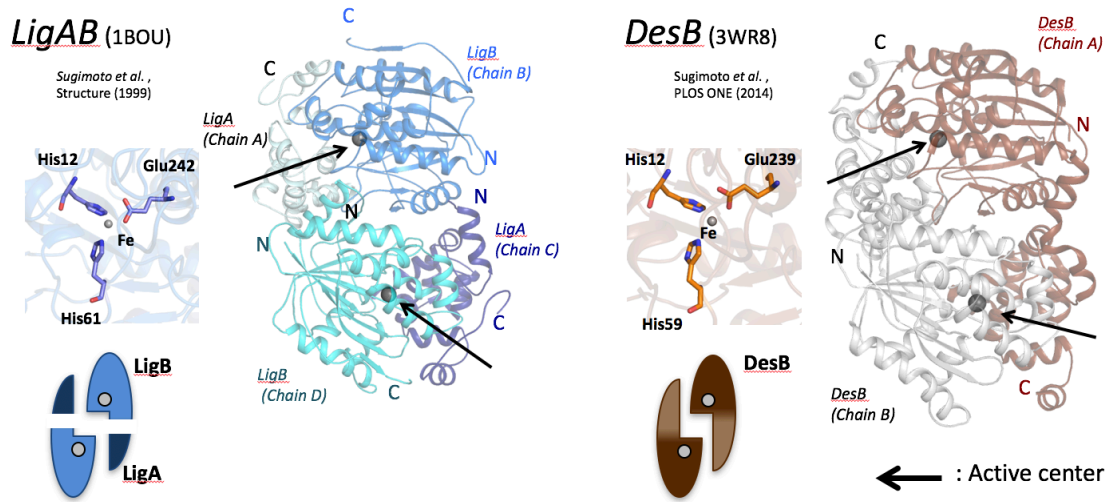 LigAB (1BOU)
Sugimoto et al. ,
Structure (1999)
C
LigB
(Chain B)
C
LigA
(Chain A)
N
N
N
N
LigA
(Chain C)
C
LigB
(Chain D)
C
His12
Glu242
Fe
His61
LigB
LigA
DesB (3WR8)
Sugimoto et al. ,
PLOS ONE (2014)
DesB
(Chain A)
C
N
N
C
DesB
(Chain B)
His12
Glu239
Fe
His59
DesB
: Active center